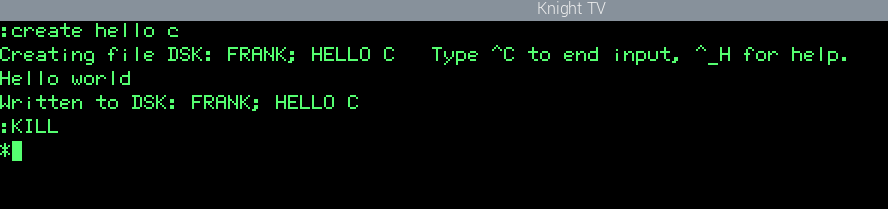 Knight TV
:create hello c
Creating file DSK: FRANK; HELLO C   Type ^C to end input, ^_H for help.
Hello world
Written to DSK: FRANK; HELLO C
:KILL
*